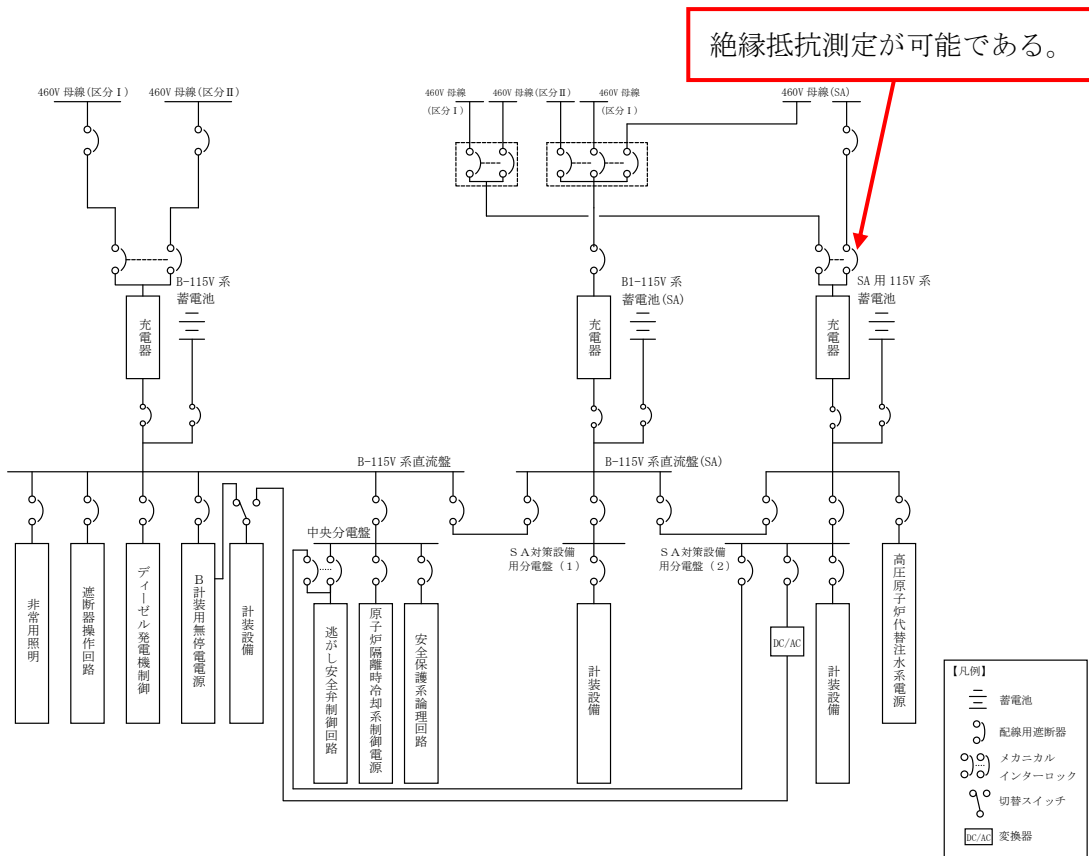 絶縁抵抗測定が可能である。
460V 母線(区分Ⅰ)
460V 母線(区分Ⅱ)
460V 母線
(区分Ⅰ)
460V 母線(区分Ⅱ)
460V 母線
(区分Ⅰ)
460V 母線(SA)
B-115V 系
蓄電池
B1-115V 系
蓄電池(SA)
SA 用 115V 系
蓄電池
充電器
充電器
充電器
B-115V 系直流盤
B-115V 系直流盤(SA)
中央分電盤
SA対策設備
用分電盤（1）
SA対策設備
用分電盤（2）
非常用照明
遮断器操作回路
ディーゼル発電機制御
B計装用無停電電源
計装設備
逃がし安全弁制御回路
原子炉隔離時冷却系制御電源
安全保護系論理回路
計装設備
DC/AC
計装設備
高圧原子炉代替注水系電源
【凡例】
蓄電池
配線用遮断器
メカニカル
インターロック
切替スイッチ
DC/AC 変換器